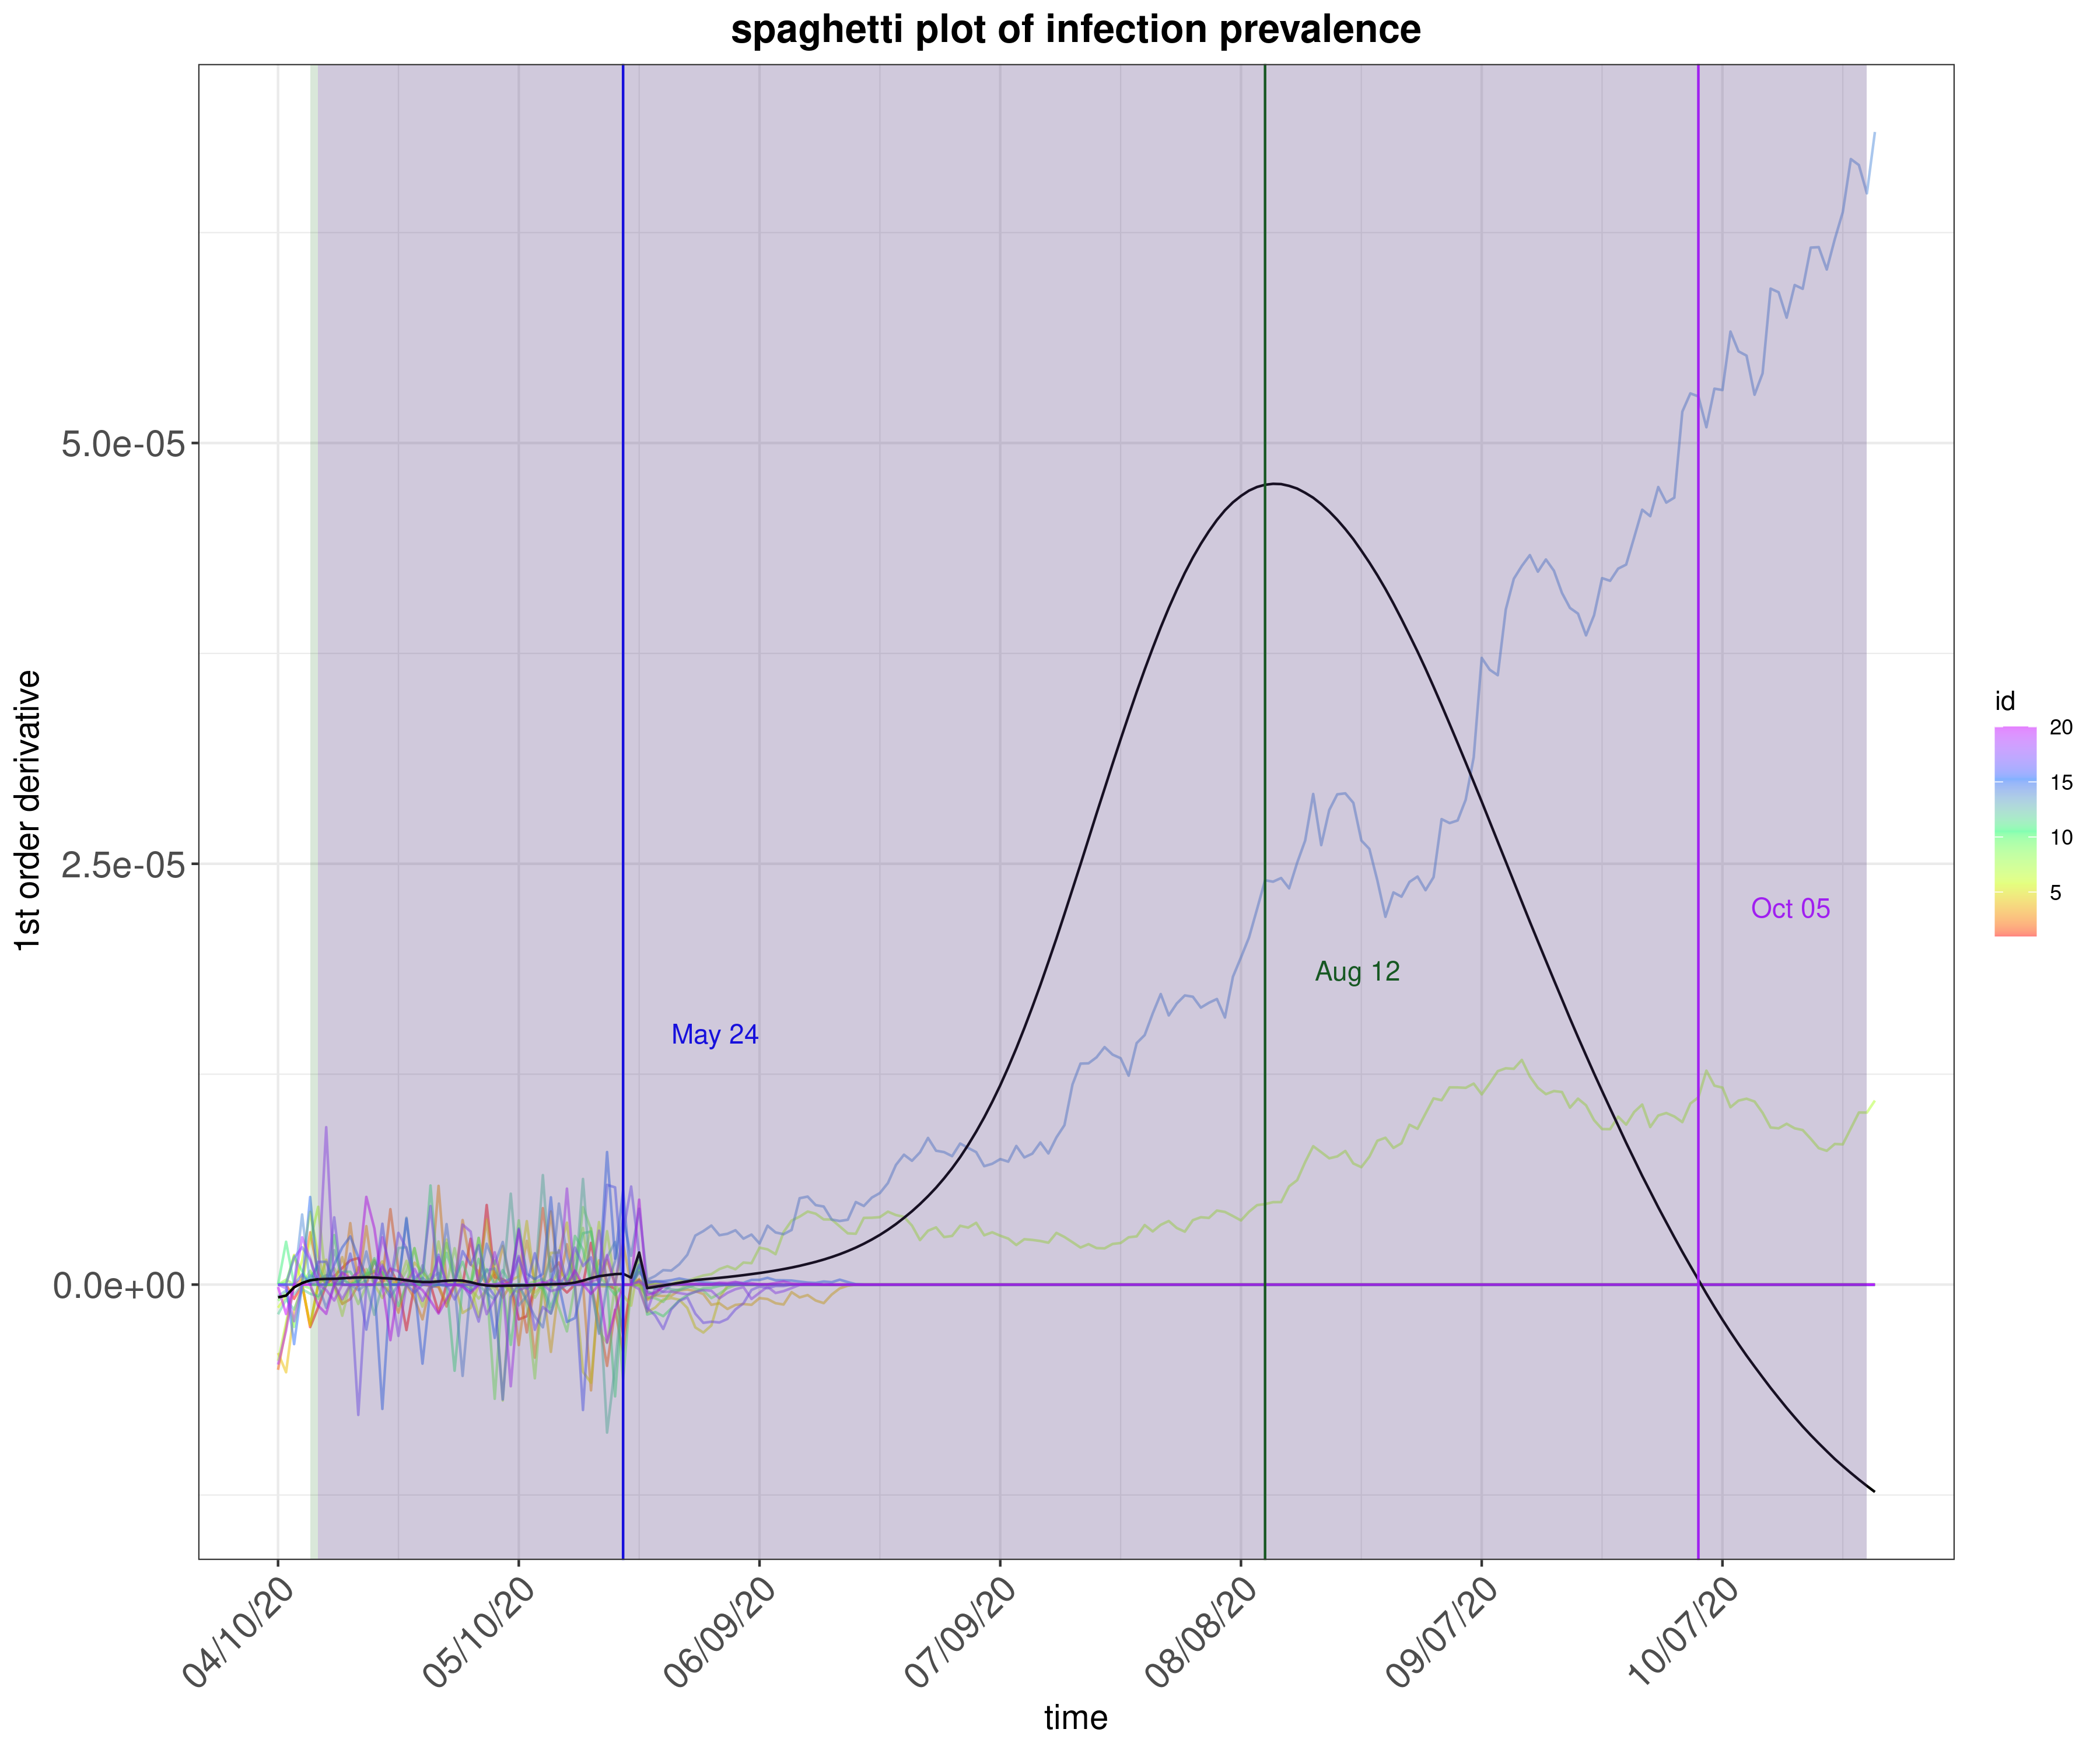 spaghetti plot of infection prevalence
1st order derivative
5.0e-05
2.5e-05
0.0e+00
May 24
Aug 12
Oct 05
id
20
15
10
5
04/10/20
05/10/20
06/09/20
07/09/20
08/08/20
09/07/20
10/07/20
time